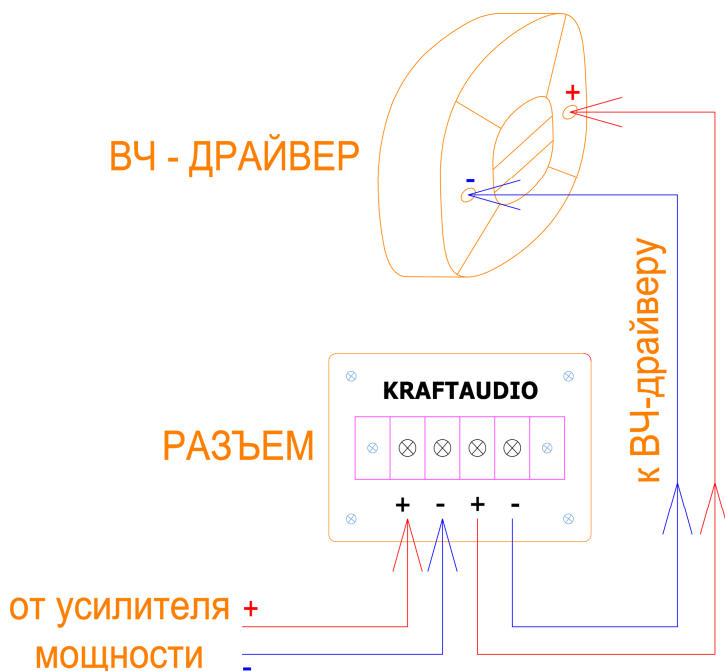 +
ВЧ - ДРАЙВЕР
-
к ВЧ-драйверу
KRAFTAUDIO
РАЗЪЕМ
+ - + -
от усилителя +
мощности -